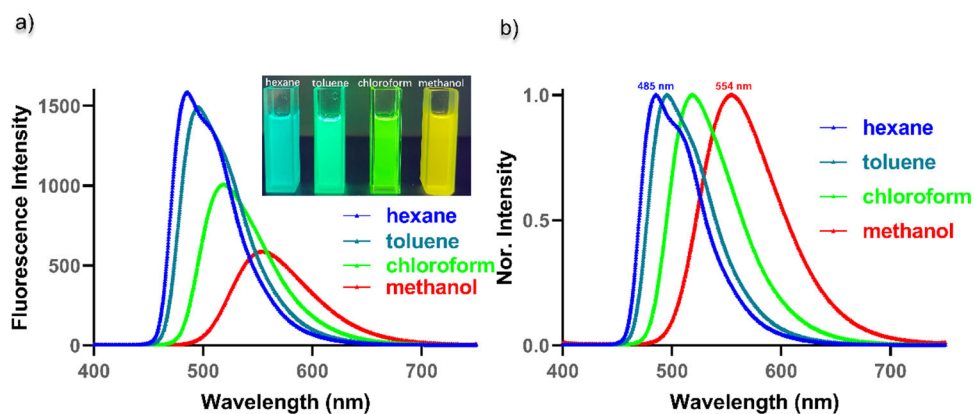 a)
Fluorescence Intensity
1500
1000
500
0
400
500
600
700
Wavelength (nm)
hexane
toluene
chloroform
methanol
hexane
toluene
chloroform
methanol
b)
Nor. Intensity
1.0
0.5
0.0
400
500
600
700
Wavelength (nm)
485 nm
554 nm
hexane
toluene
chloroform
methanol